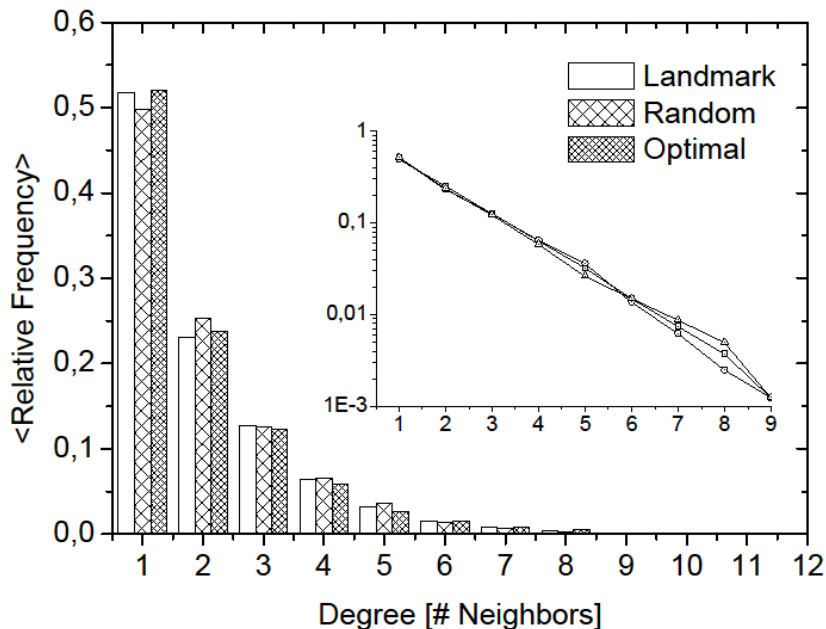 0,6
0,5
0,4
0,3
0,2
0,1
0,0
<Relative Frequency>
Landmark
Random
Optimal
1
0,1
0,01
1E-3
1 2 3 4 5 6 7 8 9
1 2 3 4 5 6 7 8 9 10 11 12
Degree [# Neighbors]